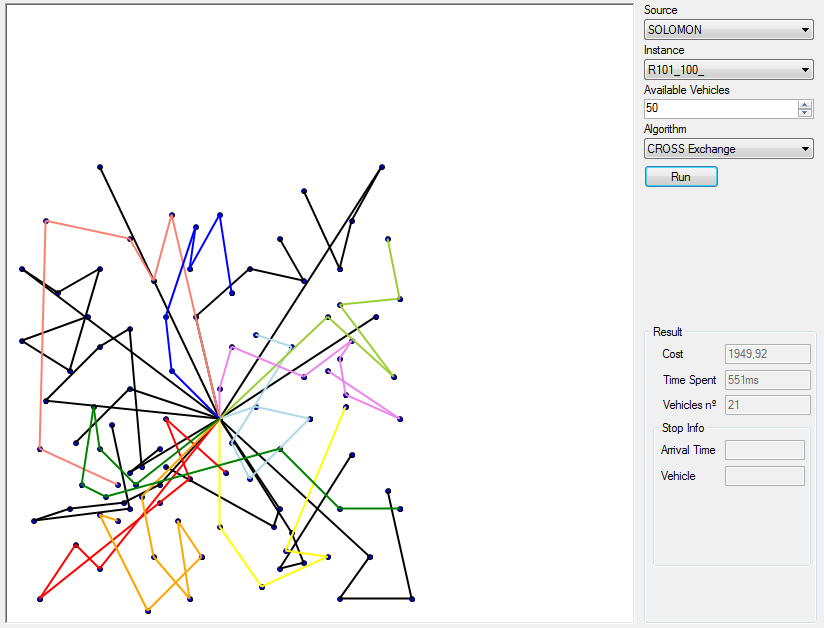 Source
SOLOMON
Instance
R101_100_
Available Vehicles
50
Algorithm
CROSS Exchange
Run
Result
Cost 1949,92
Time Spent 551ms
Vehicles nº 21
Stop Info
Arrival Time
Vehicle